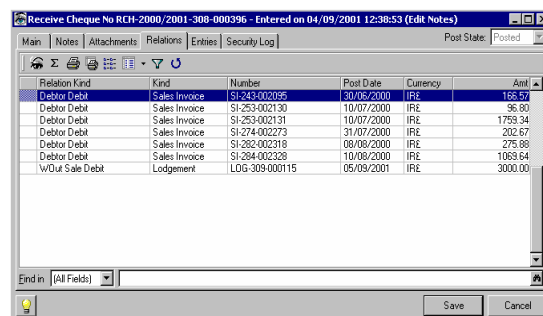 Receive Cheque No RCH-2000/2001-308-000396 - Entered on 04/09/2001 12:38:53 (Edit Notes)
Main Notes Attachments Relations Entries Security Log Post State: Posted
Relation Kind Kind Number Post Date Currency Amt
Debtor Debit Sales Invoice SI-243-002095 30/06/2000 IR£ 166.57
Debtor Debit Sales Invoice SI-253-002130 10/07/2000 IR£ 96.80
Debtor Debit Sales Invoice SI-253-002131 10/07/2000 IR£ 1759.34
Debtor Debit Sales Invoice SI-274-002273 31/07/2000 IR£ 202.67
Debtor Debit Sales Invoice SI-282-002318 08/08/2000 IR£ 275.88
Debtor Debit Sales Invoice SI-284-002328 10/08/2000 IR£ 1069.64
WOut Sale Debit Lodgement LOG-309-000115 05/09/2001 IR£ 3000.00
Find in (All Fields)
Save Cancel